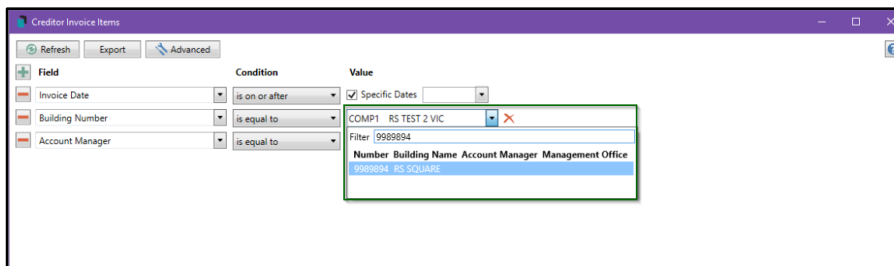 Creditor Invoice Items
Refresh Export Advanced
Field Condition Value
Invoice Date is on or after Specific Dates
Building Number is equal to COMP1 RS TEST 2 VIC
Filter 9989894
Account Manager is equal to
Number Building Name Account Manager Management Office
9989894 RS SQUARE